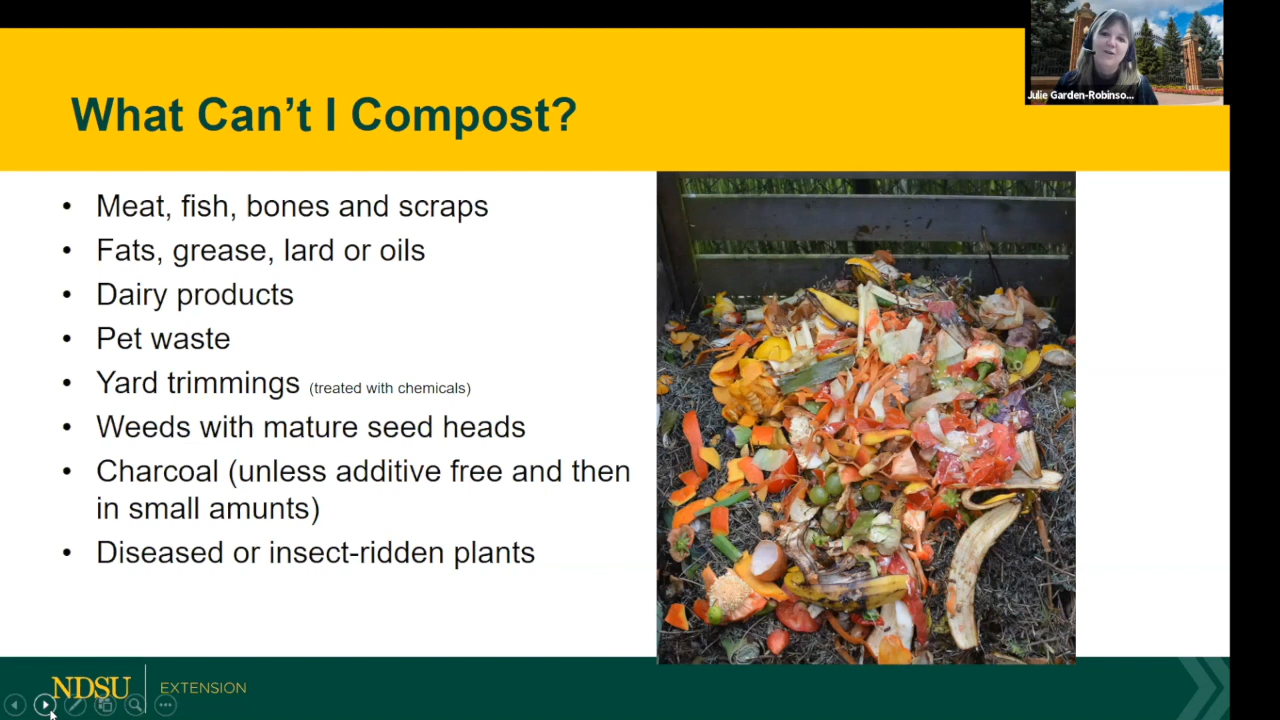 Julie Garden-Robinso...
What Can't I Compost?
• Meat, fish, bones and scraps
• Fats, grease, lard or oils
• Dairy products
• Pet waste
• Yard trimmings (treated with chemicals)
• Weeds with mature seed heads
• Charcoal (unless additive free and then
in small amunts)
• Diseased or insect-ridden plants
NDSU EXTENSION